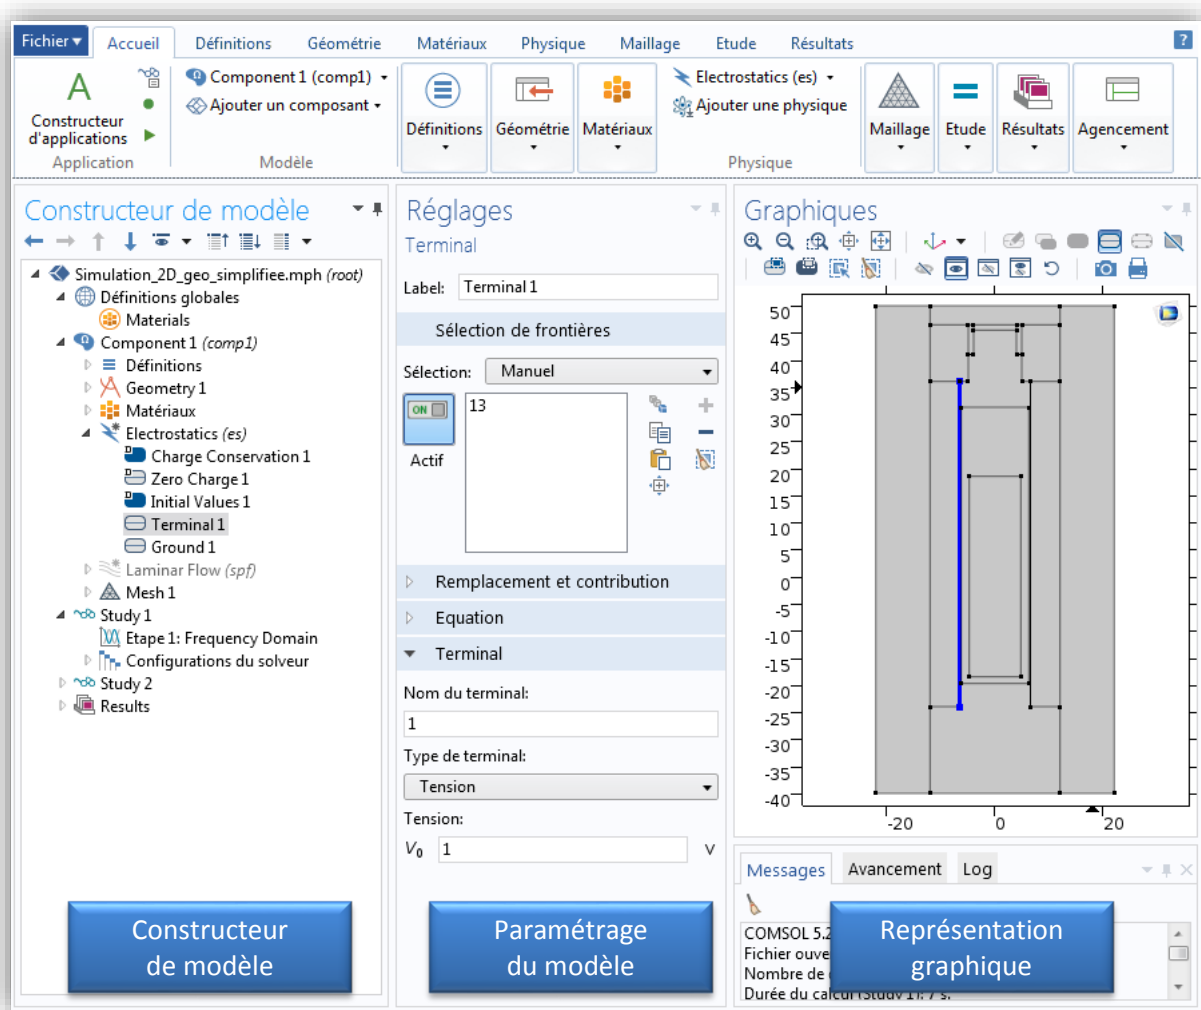 Fichier Accueil Définitions Géométrie Matériaux Physique Maillage Etude Résultats ?
Constructeur d'applications
Application
Component 1 (comp1)
Ajouter un composant
Modèle
Définitions
Géométrie
Matériaux
Electrostatics (es)
Ajouter une physique
Physique
Maillage
Etude
Résultats
Agencement
Constructeur de modèle
Simulation_2D_geo_simplifiee.mph (root)
Définitions globales
Materials
Component 1 (comp1)
Définitions
Geometry 1
Matériaux
Electrostatics (es)
Charge Conservation 1
Zero Charge 1
Initial Values 1
Terminal 1
Ground 1
Laminar Flow (spf)
Mesh 1
Study 1
Etape 1: Frequency Domain
Configurations du solveur
Study 2
Results
Constructeur
de modèle
Réglages
Terminal
Label: Terminal 1
Sélection de frontières
Sélection: Manuel
ON
Actif
13
Remplacement et contribution
Equation
Terminal
Nom du terminal:
1
Type de terminal:
Tension
Tension:
V0 1 V
Paramétrage
du modèle
Graphiques
50
45
40
35
30
25
20
15
10
5
0
-5
-10
-15
-20
-25
-30
-35
-40
-20 0 20
Messages Avancement Log
COMSOL 5.2
Fichier ouve
Nombre de
Durée du calcul (Study 1): 7 s.
Représentation
graphique